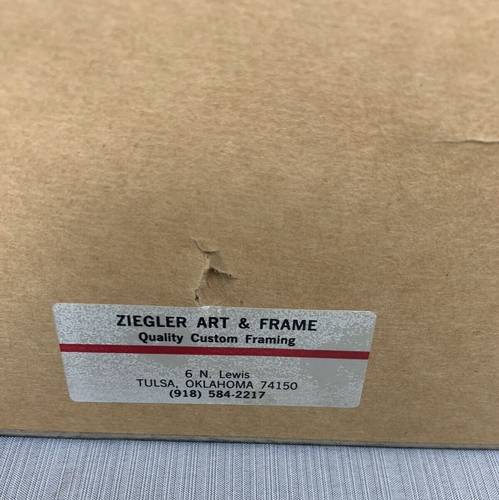 ZIEGLER ART & FRAME
Quality Custom Framing
6 N. Lewis
TULSA, OKLAHOMA 74150
(918) 584-2217